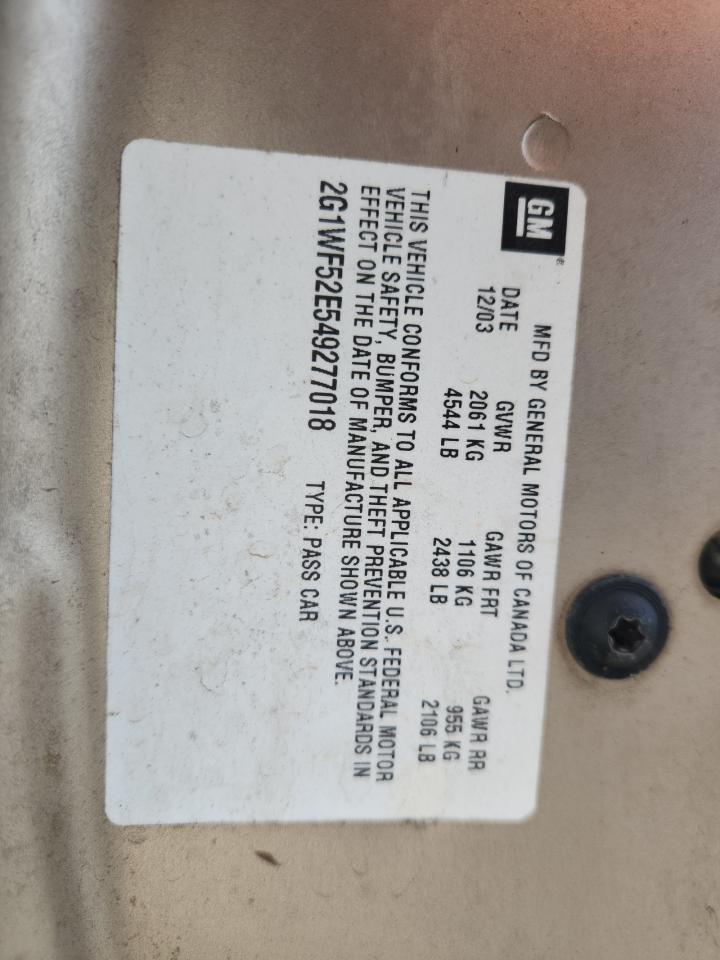 GM®
MFD BY GENERAL MOTORS OF CANADA LTD.
DATE GVWR GAWR FRT GAWR RR
12/03 2061 KG 1106 KG 955 KG
4544 LB 2438 LB 2106 LB
THIS VEHICLE CONFORMS TO ALL APPLICABLE U.S. FEDERAL MOTOR
VEHICLE SAFETY, BUMPER, AND THEFT PREVENTION STANDARDS IN
EFFECT ON THE DATE OF MANUFACTURE SHOWN ABOVE.
2G1WF52E549277018 TYPE: PASS CAR